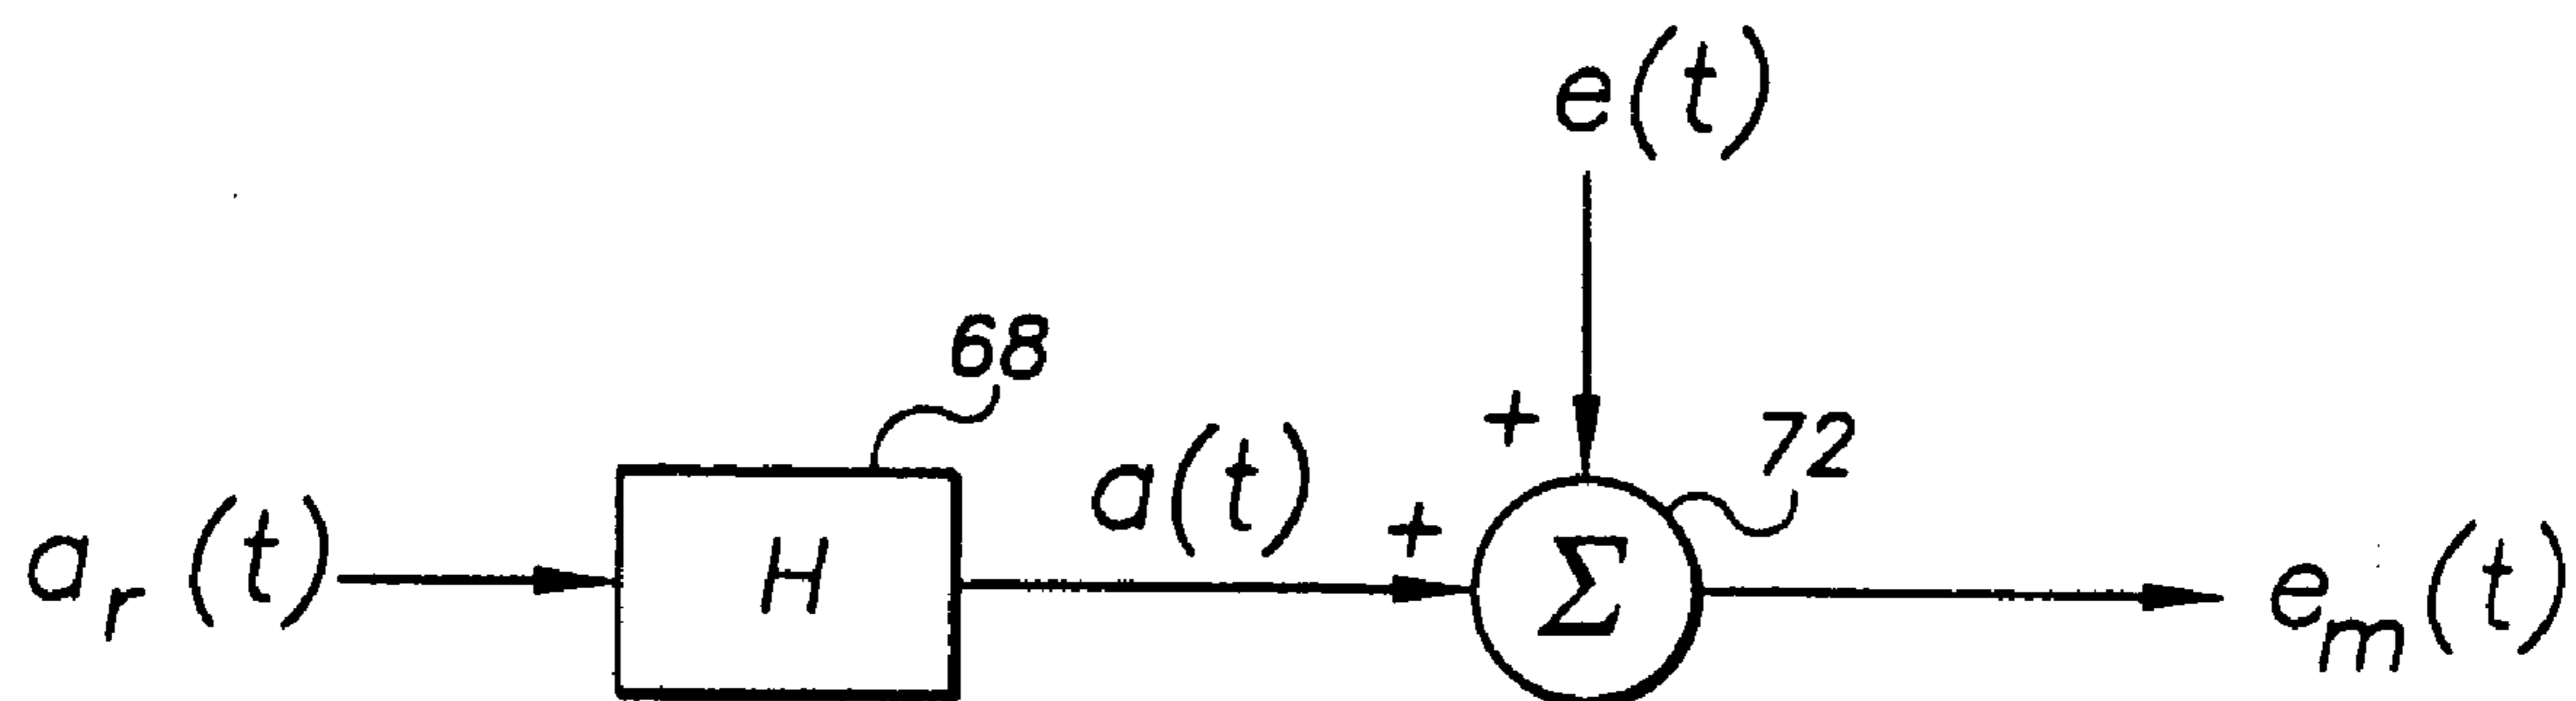 e(t)
68
+
72
a(t)
+
a_r(t)
H
Σ
e_m(t)